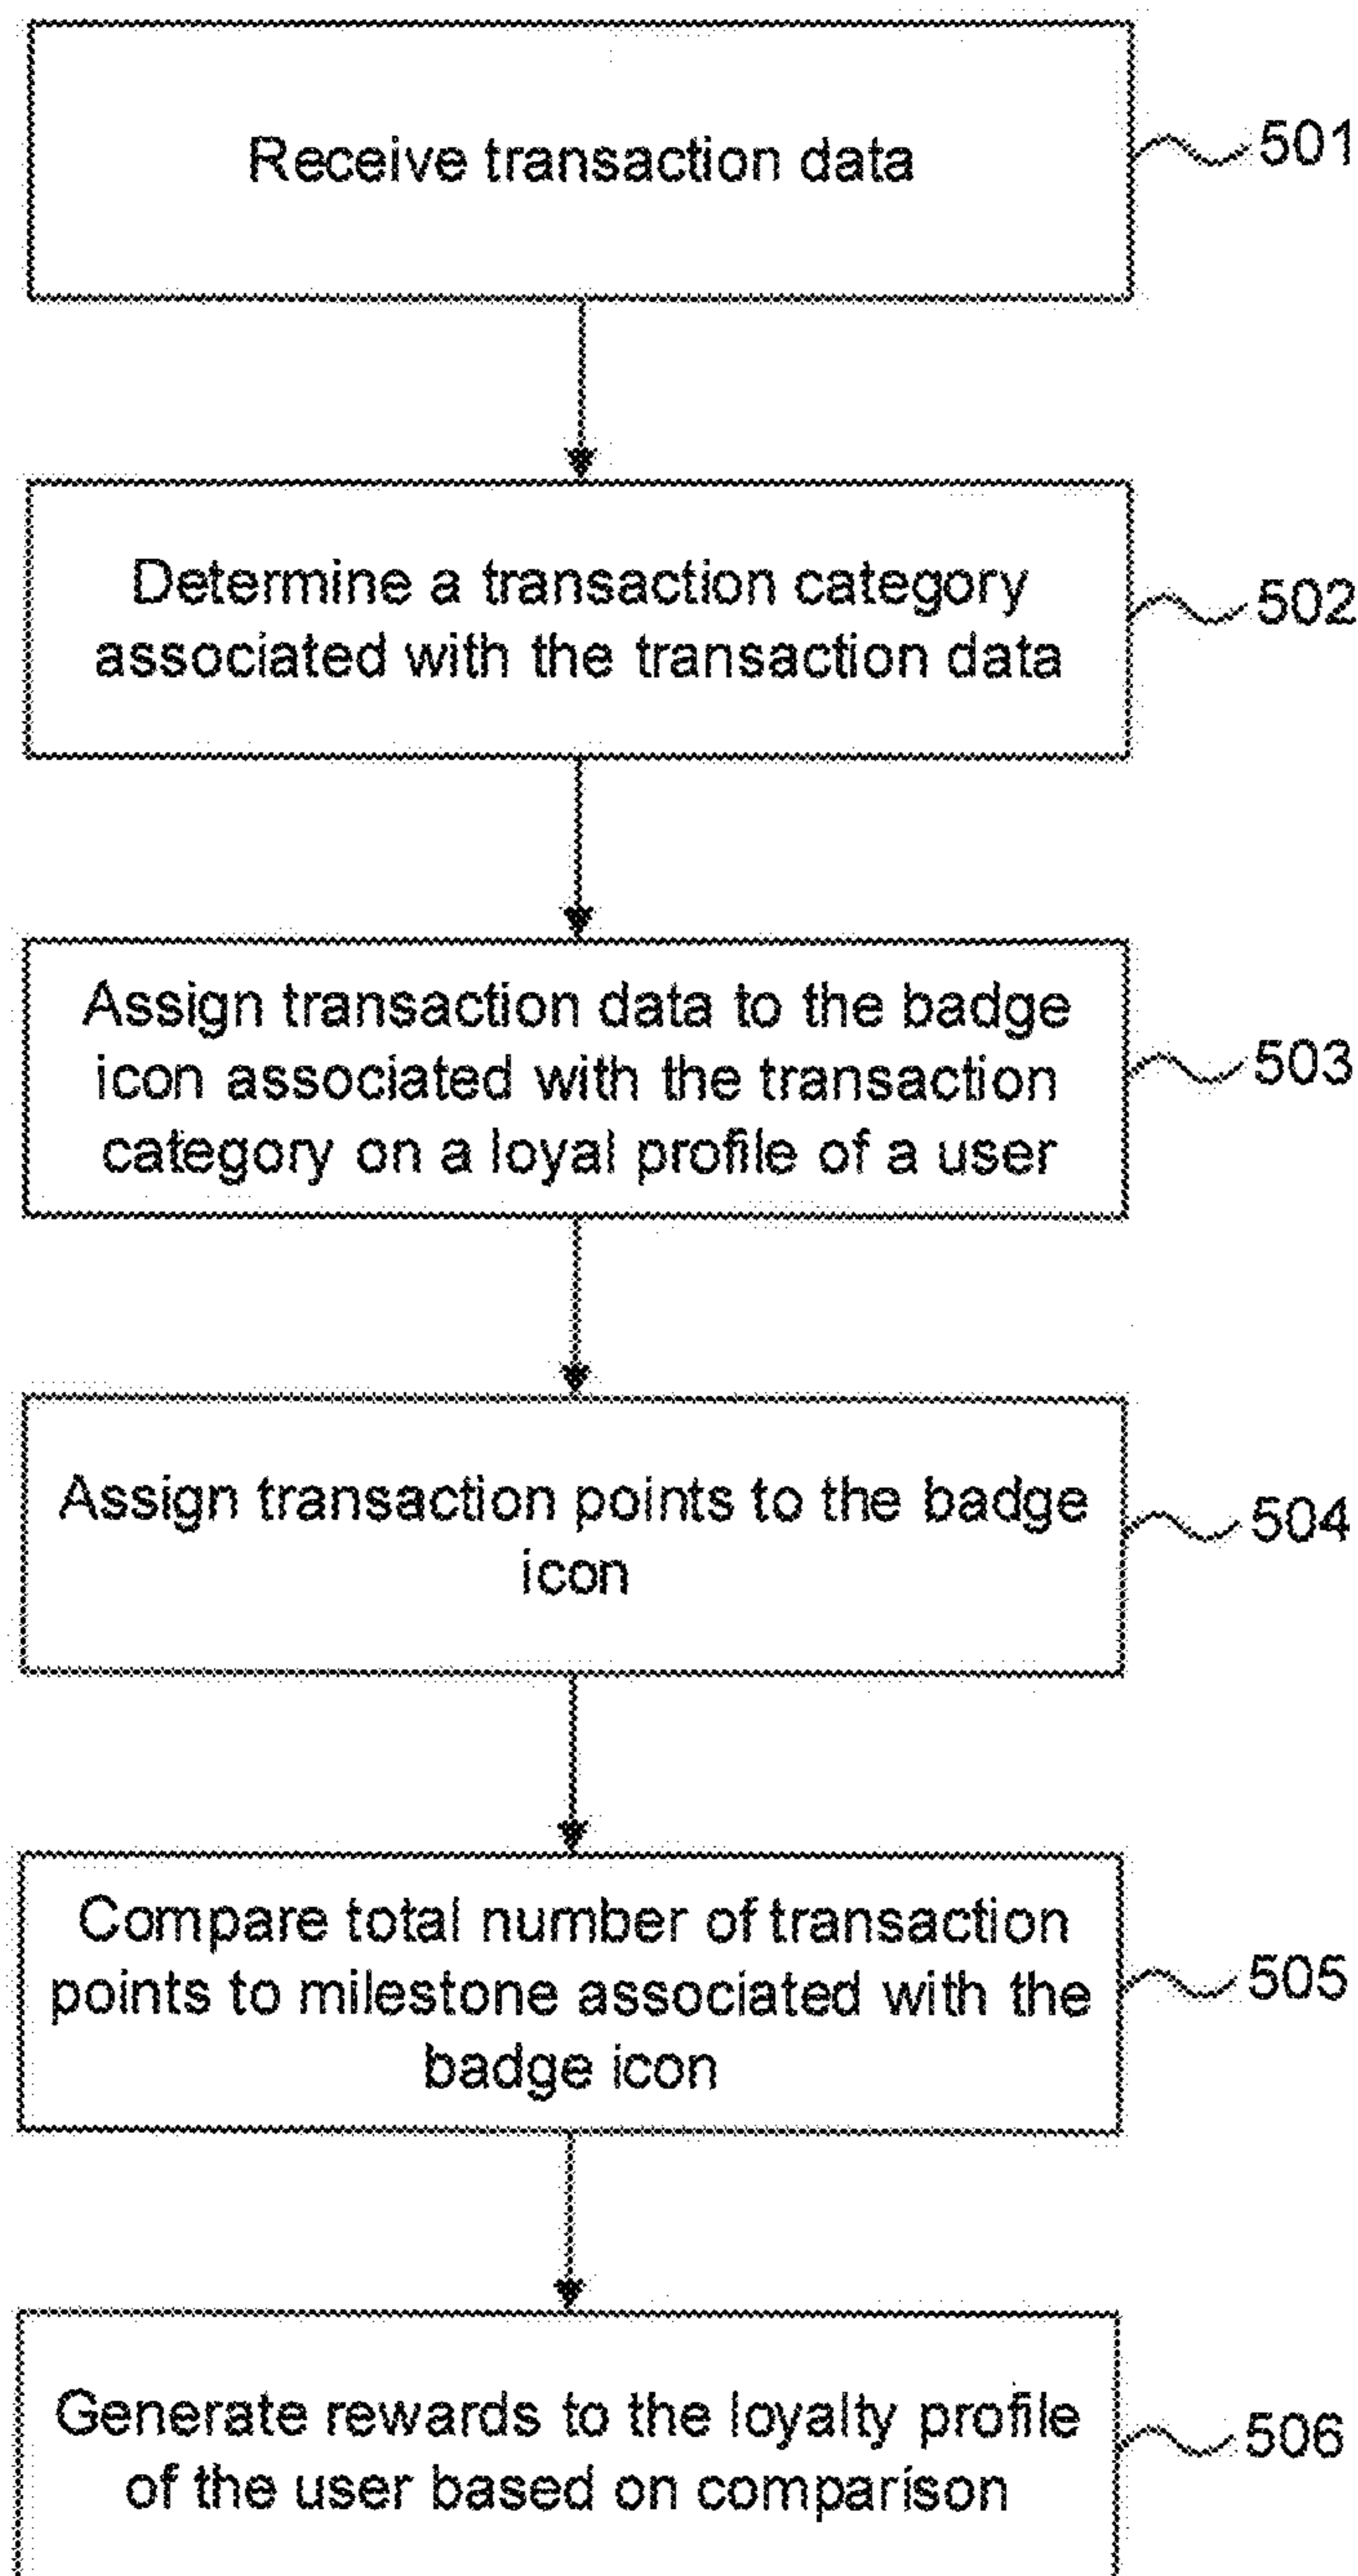 Receive transaction data
501
Determine a transaction category
associated with the transaction data
502
Assign transaction data to the badge
icon associated with the transaction
category on a loyal profile of a user
503
Assign transaction points to the badge
icon
504
Compare total number of transaction
points to milestone associated with the
badge icon
505
Generate rewards to the loyalty profile
of the user based on comparison
506